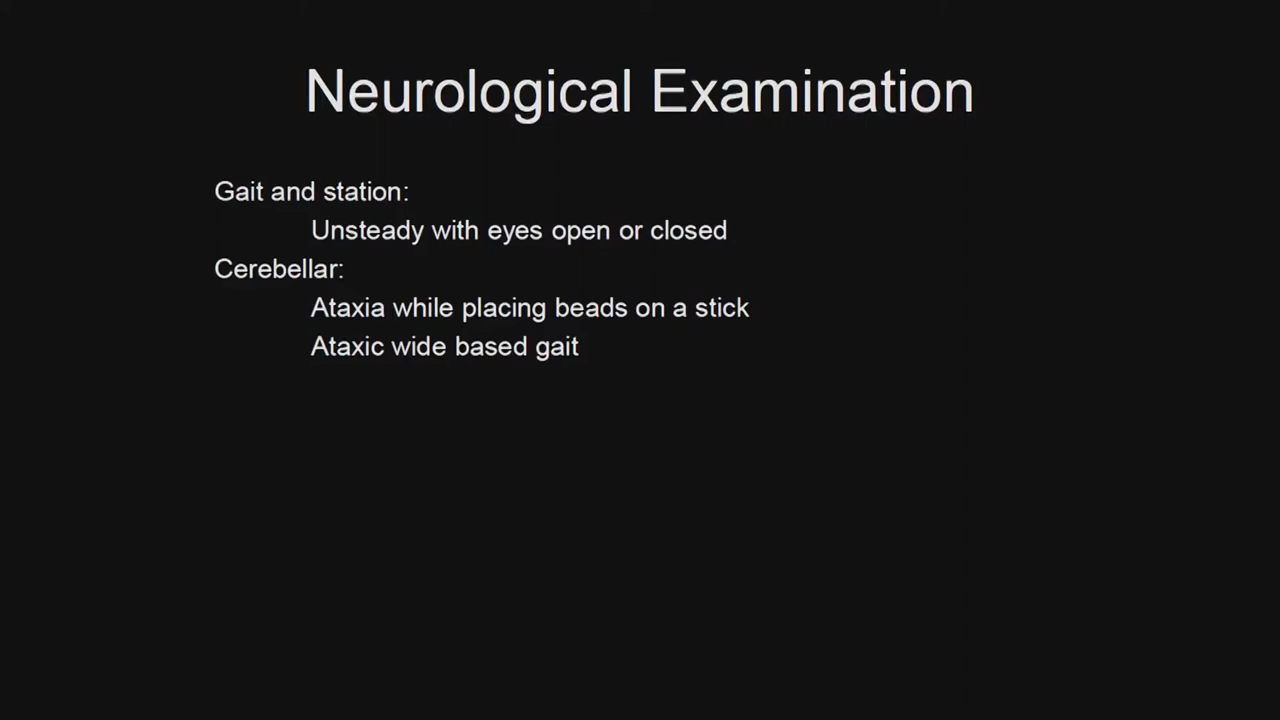 Neurological Examination
Gait and station:
Unsteady with eyes open or closed
Cerebellar:
Ataxia while placing beads on a stick
Ataxic wide based gait